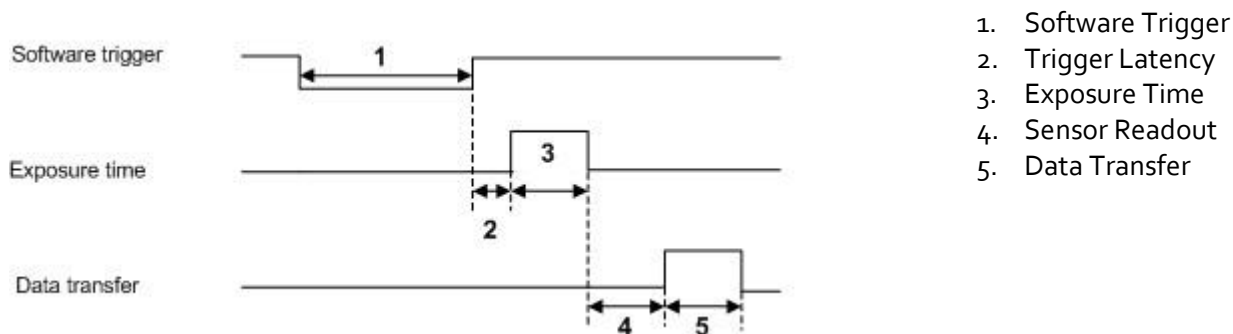 Software trigger
1
Exposure time
3
2
Data transfer
4 5
1. Software Trigger
2. Trigger Latency
3. Exposure Time
4. Sensor Readout
5. Data Transfer